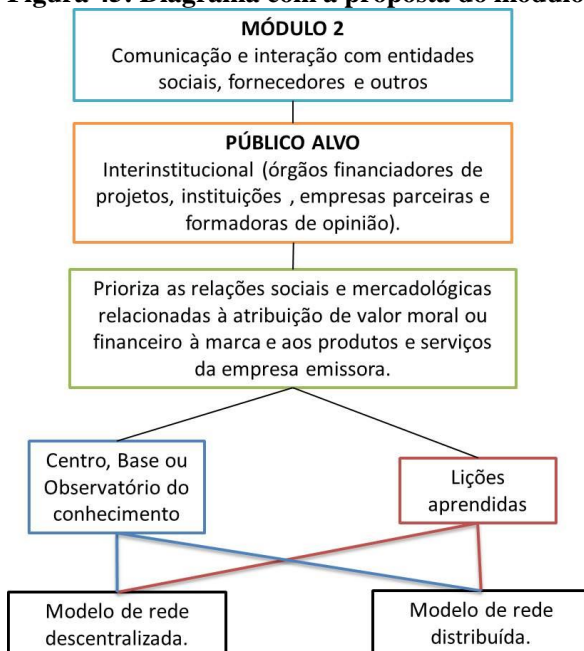 Figura 45: Diagrama com a proposta do módulo
MÓDULO 2
Comunicação e interação com entidades
sociais, fornecedores e outros
PÚBLICO ALVO
Interinstitucional (órgãos financiadores de
projetos, instituições , empresas parceiras e
formadoras de opinião).
Prioriza as relações sociais e mercadológicas
relacionadas à atribuição de valor moral ou
financeiro à marca e aos produtos e serviços
da empresa emissora.
Centro, Base ou
Observatório do
conhecimento
Lições
aprendidas
Modelo de rede
descentralizada.
Modelo de rede
distribuída.